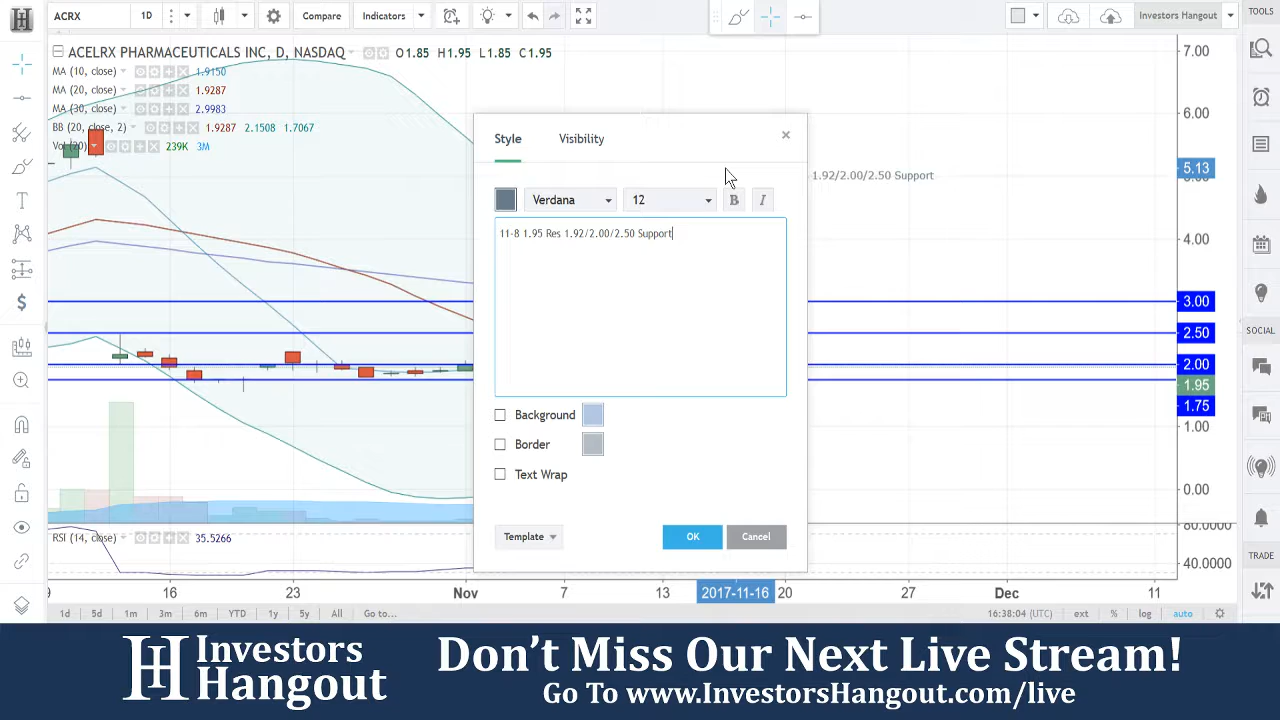 ACRX 1D Compare Indicators Investors Hangout TOOLS
ACELRX PHARMACEUTICALS INC, D, NASDAQ O1.85 H1.95 L1.85 C1.95
MA (10, close) 1.9150
MA (20, close) 1.9287
MA (30, close) 2.9983
BB (20, close, 2) 1.9287 2.1508 1.7067
Vol (20) 239K 3M
7.00
6.00
5.13
4.00
3.00
2.50
2.00
1.95
1.75
1.00
0.00
80.0000
40.0000
SOCIAL
TRADE
1.92/2.00/2.50 Support
Style Visibility
Verdana 12 B I
11-8 1.95 Res 1.92/2.00/2.50 Support
Background
Border
Text Wrap
Template OK Cancel
RSI (14, close) 35.5266
16 23 Nov 7 13 2017-11-16 20 27 Dec 11
1d 5d 1m 3m 6m YTD 1y 5y All Go to... 16:38:04 (UTC) ext % log auto
H Investors Hangout
Don't Miss Our Next Live Stream!
Go To www.InvestorsHangout.com/live